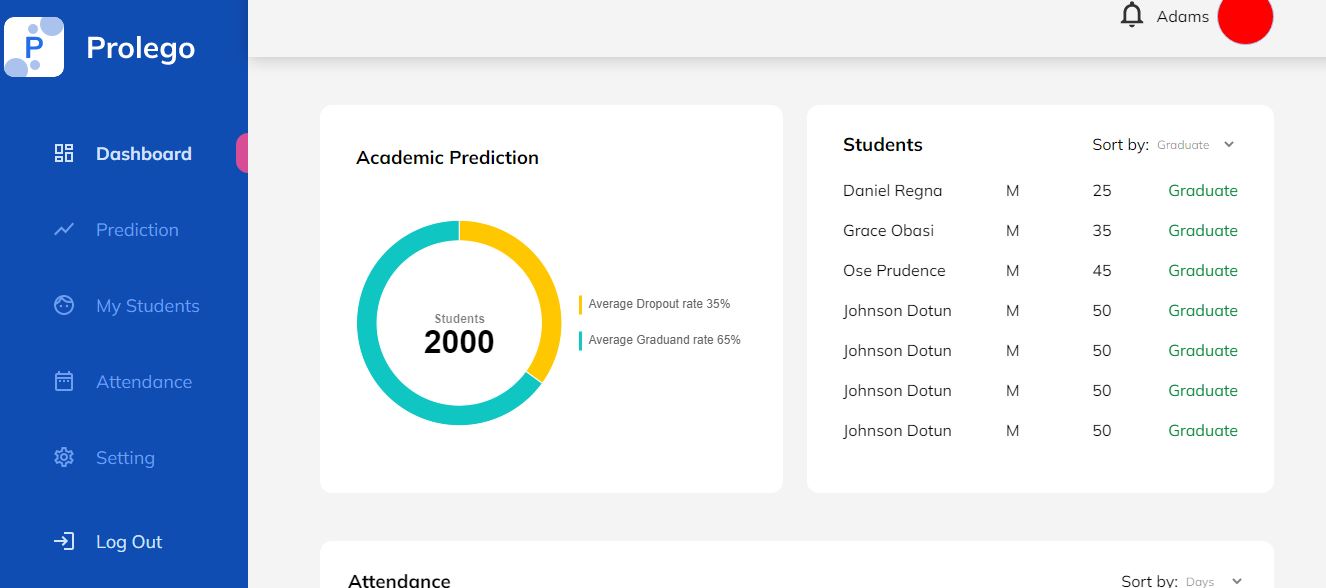 P
Prolego
Dashboard
Prediction
My Students
Attendance
Setting
Log Out
Adams
Academic Prediction
Students
2000
Average Dropout rate 35%
Average Graduand rate 65%
Students Sort by: Graduate
Daniel Regna M 25 Graduate
Grace Obasi M 35 Graduate
Ose Prudence M 45 Graduate
Johnson Dotun M 50 Graduate
Johnson Dotun M 50 Graduate
Johnson Dotun M 50 Graduate
Johnson Dotun M 50 Graduate
Attendance Sort by: Days